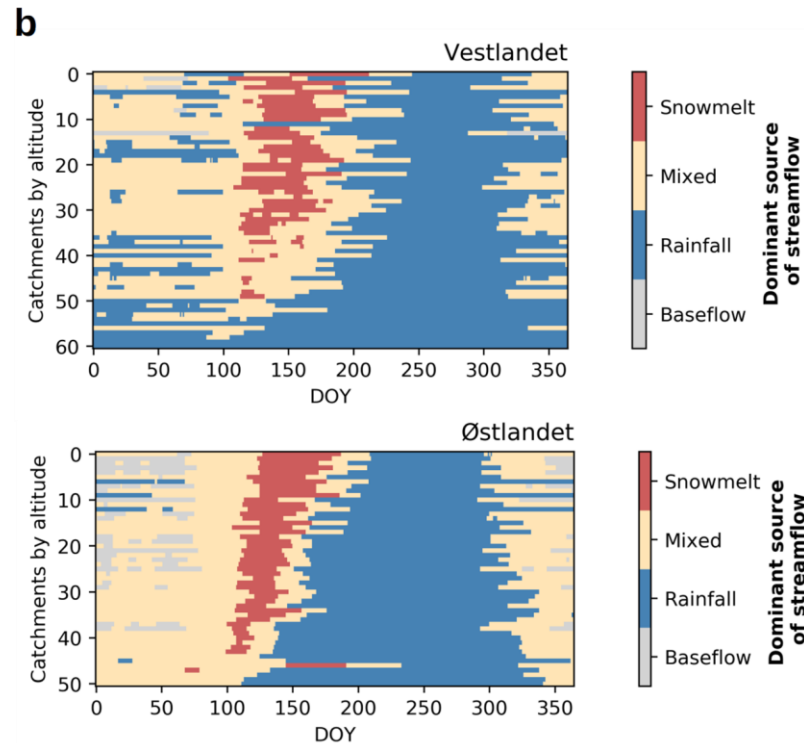 b
Vestlandet
0
10
20
30
40
50
60
Catchments by altitude
0 50 100 150 200 250 300 350
DOY
Snowmelt
Mixed
Rainfall
Baseflow
Dominant source
of streamflow
Østlandet
0
10
20
30
40
50
Catchments by altitude
0 50 100 150 200 250 300 350
DOY
Snowmelt
Mixed
Rainfall
Baseflow
Dominant source
of streamflow